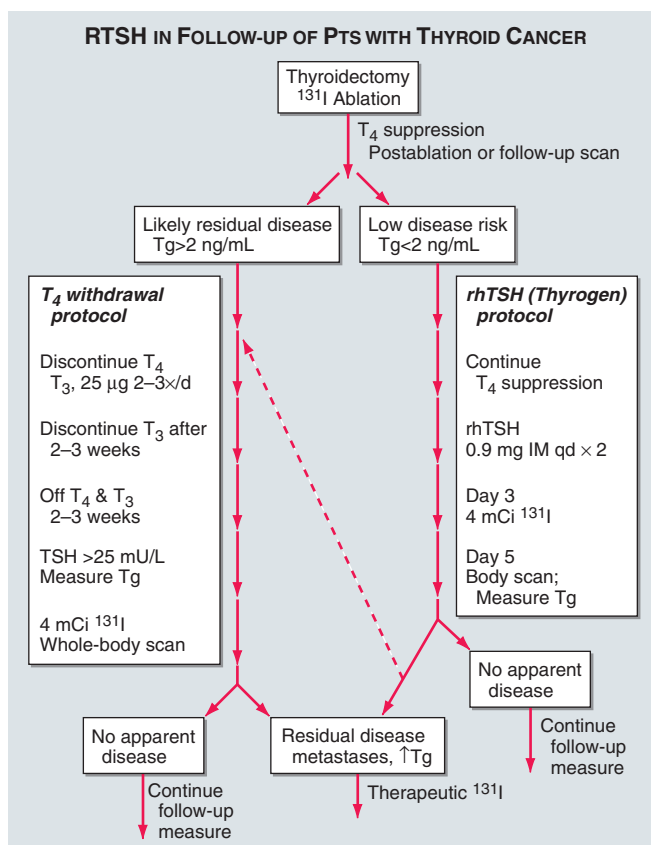 RTSH IN FOLLOW-UP OF PTS WITH THYROID CANCER
Thyroidectomy
¹³¹I Ablation
T₄ suppression
Postablation or follow-up scan
Likely residual disease
Tg>2 ng/mL
Low disease risk
Tg<2 ng/mL
T₄ withdrawal
protocol
Discontinue T₄
T₃, 25 µg 2–3×/d
Discontinue T₃ after
2–3 weeks
Off T₄ & T₃
2–3 weeks
TSH >25 mU/L
Measure Tg
4 mCi ¹³¹I
Whole-body scan
rhTSH (Thyrogen)
protocol
Continue
T₄ suppression
rhTSH
0.9 mg IM qd × 2
Day 3
4 mCi ¹³¹I
Day 5
Body scan;
Measure Tg
No apparent
disease
Continue
follow-up
measure
No apparent
disease
Continue
follow-up
measure
Residual disease
metastases, ↑Tg
Therapeutic ¹³¹I